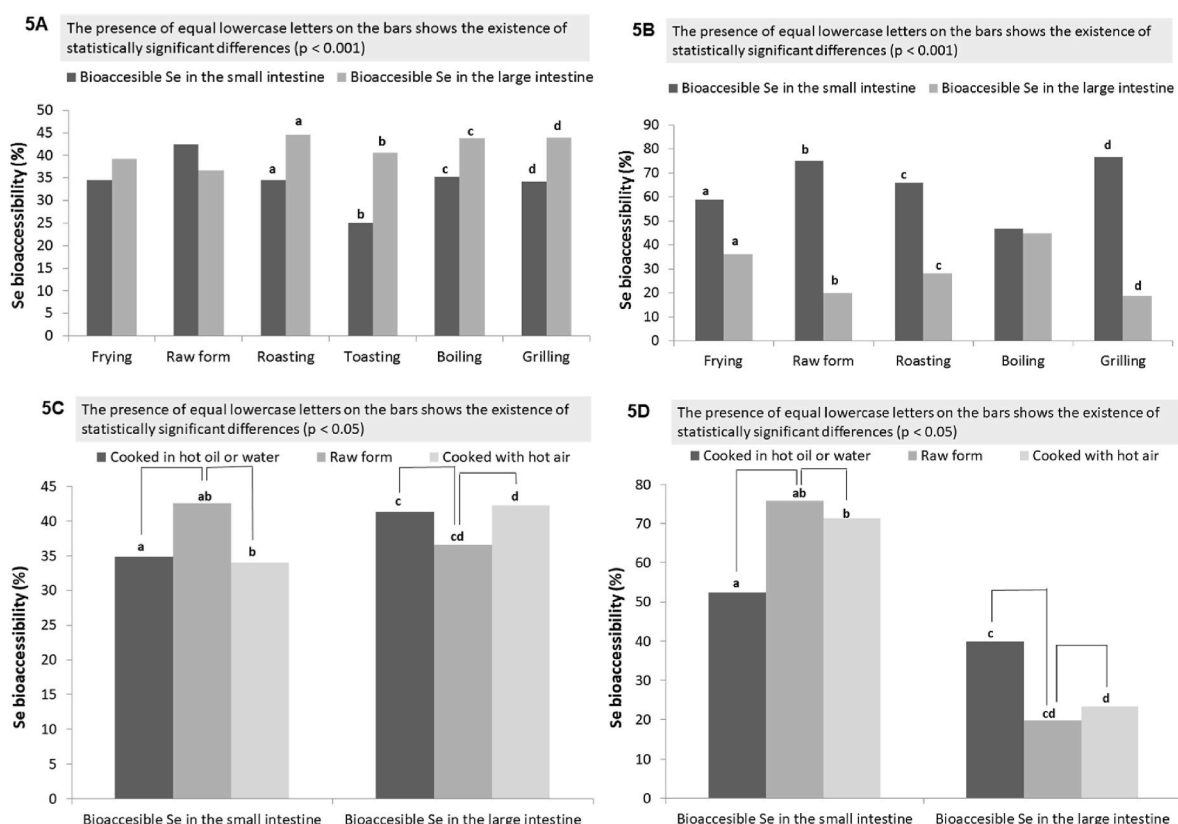 5A
The presence of equal lowercase letters on the bars shows the existence of
statistically significant differences (p < 0.001)
Bioaccesible Se in the small intestine Bioaccesible Se in the large intestine
Se bioaccessibility (%)
50
45
40
35
30
25
20
15
10
5
0
a
a
b
b
c
c
d
d
Frying Raw form Roasting Toasting Boiling Grilling
5B
The presence of equal lowercase letters on the bars shows the existence of
statistically significant differences (p < 0.001)
Bioaccesible Se in the small intestine Bioaccesible Se in the large intestine
Se bioaccessibility (%)
90
80
70
60
50
40
30
20
10
0
a
a
b
b
c
c
d
d
Frying Raw form Roasting Boiling Grilling
5C
The presence of equal lowercase letters on the bars shows the existence of
statistically significant differences (p < 0.05)
Cooked in hot oil or water Raw form Cooked with hot air
Se bioaccessibility (%)
45
40
35
30
25
20
15
10
5
0
a
ab
b
c
cd
d
Bioaccesible Se in the small intestine Bioaccesible Se in the large intestine
5D
The presence of equal lowercase letters on the bars shows the existence of
statistically significant differences (p < 0.05)
Cooked in hot oil or water Raw form Cooked with hot air
Se bioaccessibility (%)
80
70
60
50
40
30
20
10
0
a
ab
b
c
cd
d
Bioaccesible Se in the small intestine Bioaccesible Se in the large intestine